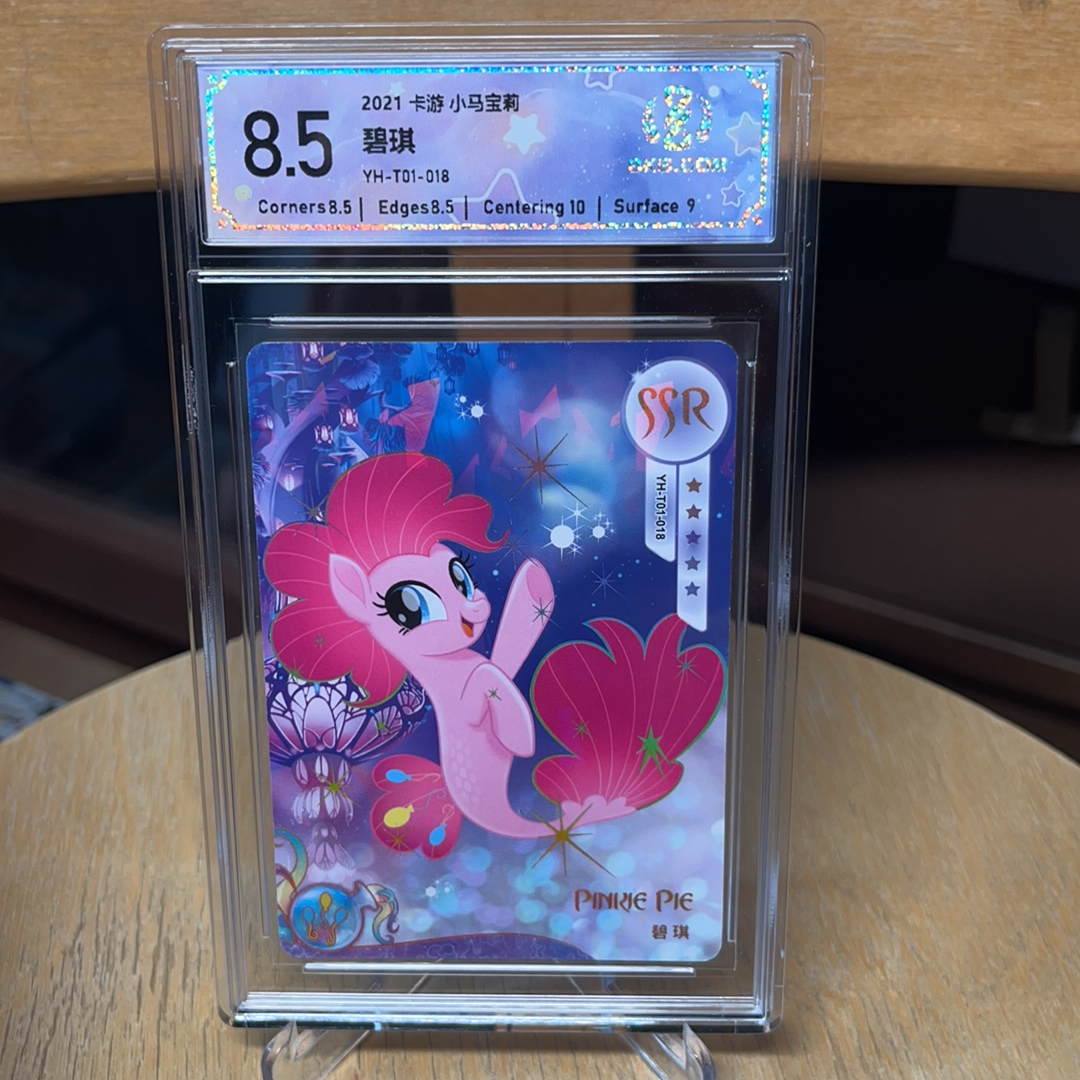 2021 卡游 小马宝莉
8.5
碧琪
YH-T01-018
Corners 8.5 | Edges 8.5 | Centering 10 | Surface 9
SSR
YH-T01-018
PINKIE PIE
碧琪